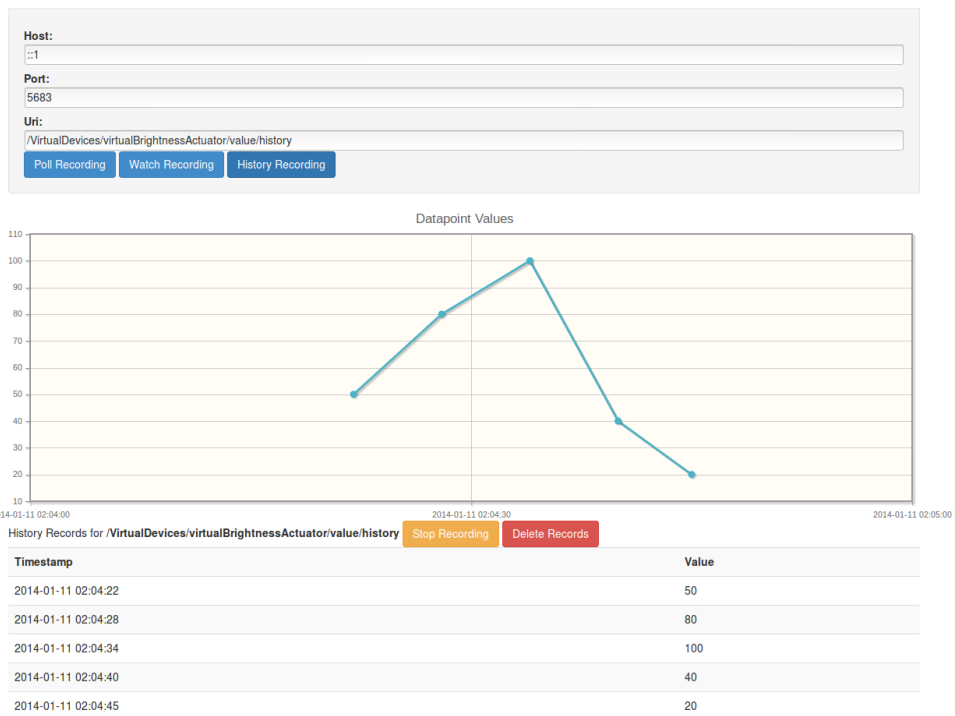 Host:
::1
Port:
5683
Uri:
/VirtualDevices/virtualBrightnessActuator/value/history
Poll Recording Watch Recording History Recording
Datapoint Values
110
100
90
80
70
60
50
40
30
20
10
14-01-11 02:04:00 2014-01-11 02:04:30 2014-01-11 02:05:00
History Records for /VirtualDevices/virtualBrightnessActuator/value/history Stop Recording Delete Records
Timestamp Value
2014-01-11 02:04:22 50
2014-01-11 02:04:28 80
2014-01-11 02:04:34 100
2014-01-11 02:04:40 40
2014-01-11 02:04:45 20